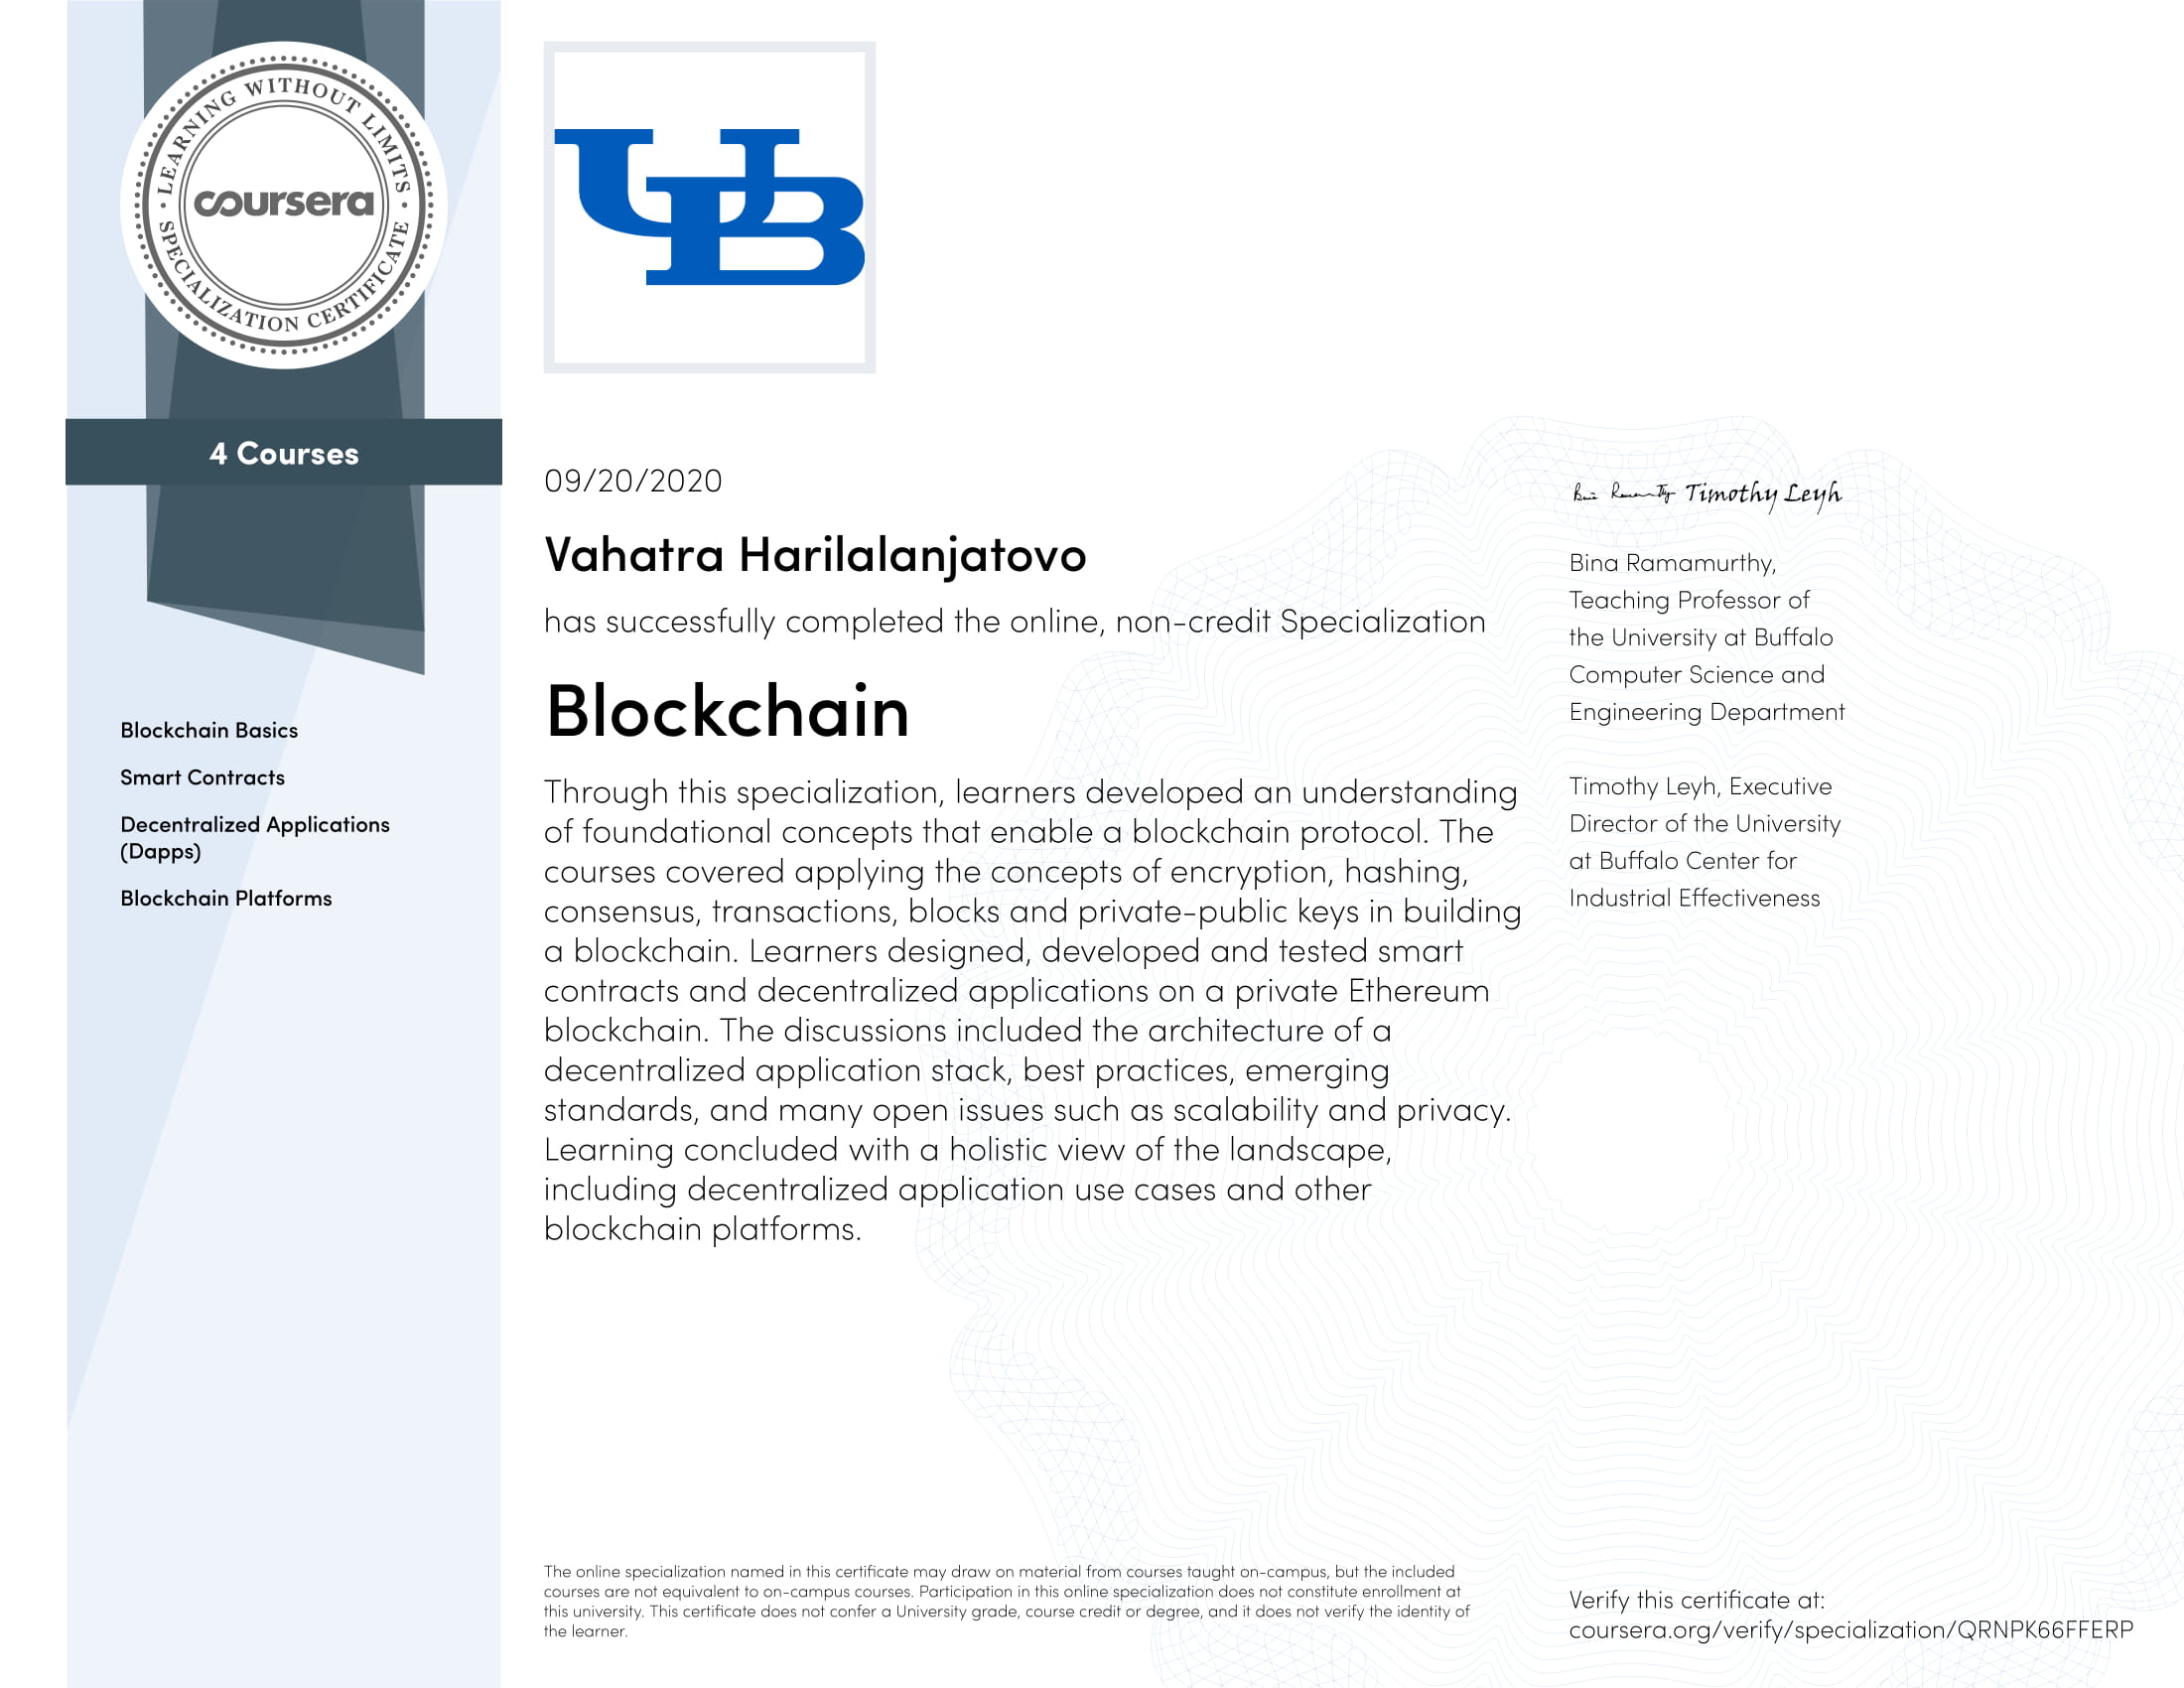 LEARNING WITHOUT LIMITS
coursera
SPECIALIZATION CERTIFICATE
4 Courses
Blockchain Basics
Smart Contracts
Decentralized Applications
(Dapps)
Blockchain Platforms
UB
09/20/2020
Vahatra Harilalanjatovo
has successfully completed the online, non-credit Specialization
Blockchain
Through this specialization, learners developed an understanding
of foundational concepts that enable a blockchain protocol. The
courses covered applying the concepts of encryption, hashing,
consensus, transactions, blocks and private-public keys in building
a blockchain. Learners designed, developed and tested smart
contracts and decentralized applications on a private Ethereum
blockchain. The discussions included the architecture of a
decentralized application stack, best practices, emerging
standards, and many open issues such as scalability and privacy.
Learning concluded with a holistic view of the landscape,
including decentralized application use cases and other
blockchain platforms.
Timothy Leyh
Bina Ramamurthy,
Teaching Professor of
the University at Buffalo
Computer Science and
Engineering Department
Timothy Leyh, Executive
Director of the University
at Buffalo Center for
Industrial Effectiveness
The online specialization named in this certificate may draw on material from courses taught on-campus, but the included
courses are not equivalent to on-campus courses. Participation in this online specialization does not constitute enrollment at
this university. This certificate does not confer a University grade, course credit or degree, and it does not verify the identity of
the learner.
Verify this certificate at:
coursera.org/verify/specialization/QRNPK66FFERP